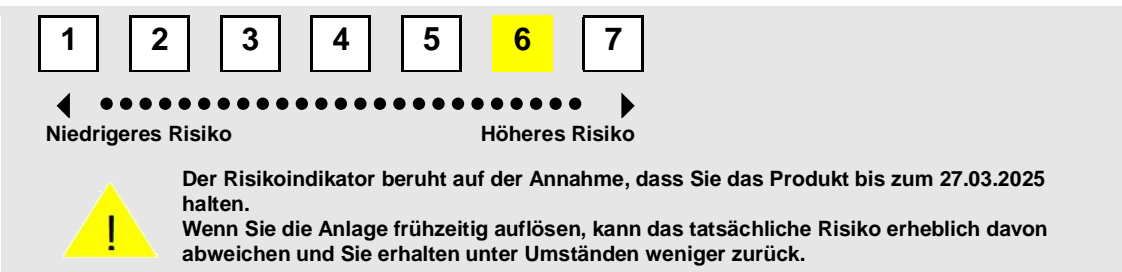 1 2 3 4 5 6 7
Niedrigeres Risiko Höheres Risiko
Der Risikoindikator beruht auf der Annahme, dass Sie das Produkt bis zum 27.03.2025
halten.
Wenn Sie die Anlage frühzeitig auflösen, kann das tatsächliche Risiko erheblich davon
abweichen und Sie erhalten unter Umständen weniger zurück.
!